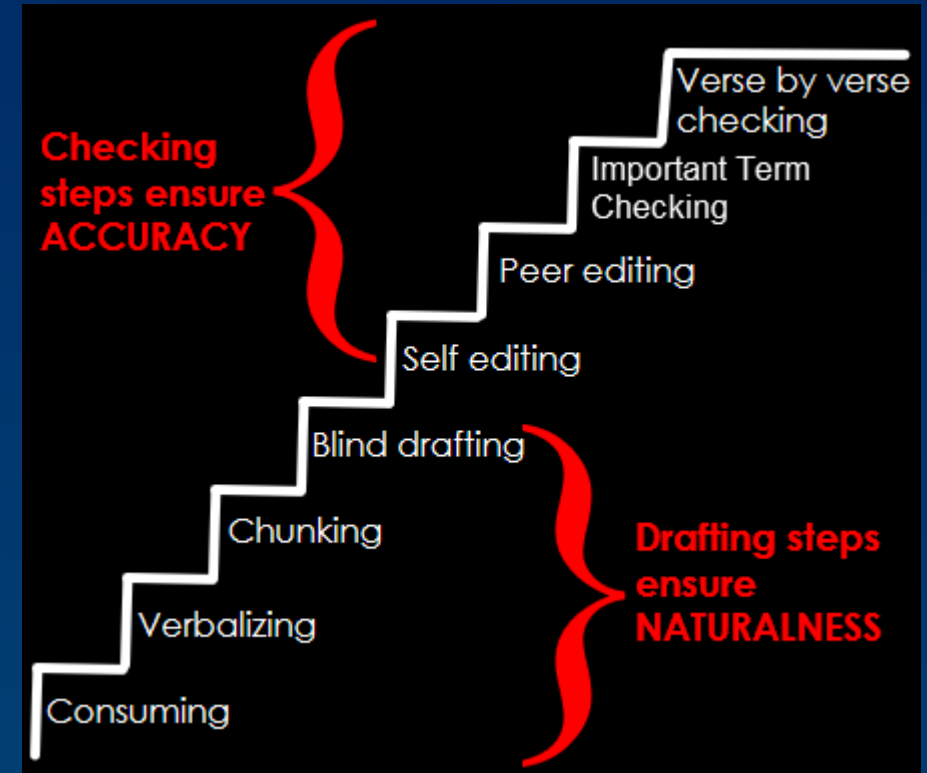 Verse by verse
checking
Checking
steps ensure
ACCURACY
Important Term
Checking
Peer editing
Self editing
Blind drafting
Chunking
Drafting steps
ensure
NATURALNESS
Verbalizing
Consuming